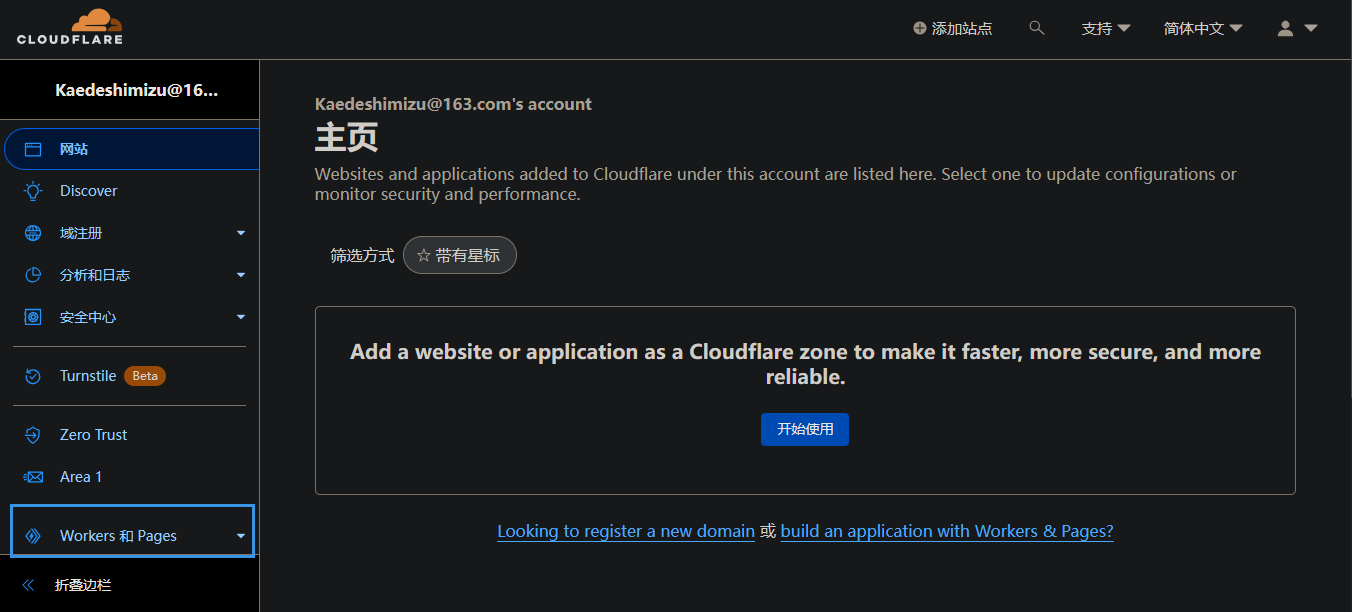 CLOUDFLARE
添加站点
支持
简体中文
Kaedeshimizu@16...
网站
Discover
域注册
分析和日志
安全中心
Turnstile Beta
Zero Trust
Area 1
Workers 和 Pages
折叠边栏
Kaedeshimizu@163.com's account
主页
Websites and applications added to Cloudflare under this account are listed here. Select one to update configurations or
monitor security and performance.
筛选方式 ☆ 带有星标
Add a website or application as a Cloudflare zone to make it faster, more secure, and more
reliable.
开始使用
Looking to register a new domain 或 build an application with Workers & Pages?